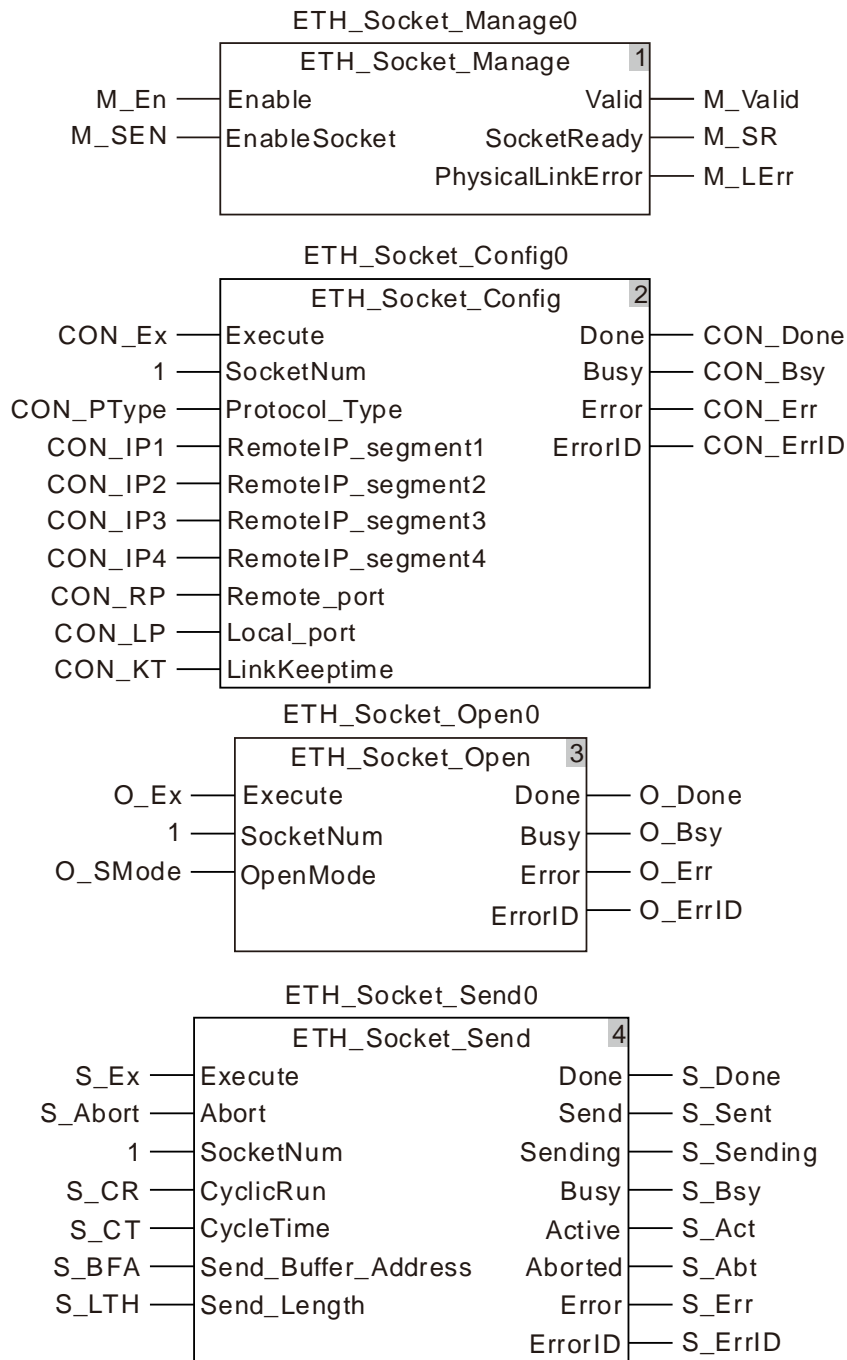 ETH_Socket_Manage0
ETH_Socket_Manage 1
M_En Enable Valid M_Valid
M_SEN EnableSocket SocketReady M_SR
PhysicalLinkError M_LErr
ETH_Socket_Config0
ETH_Socket_Config 2
CON_Ex Execute Done CON_Done
1 SocketNum Busy CON_Bsy
CON_PType Protocol_Type Error CON_Err
CON_IP1 RemoteIP_segment1 ErrorID CON_ErrID
CON_IP2 RemoteIP_segment2
CON_IP3 RemoteIP_segment3
CON_IP4 RemoteIP_segment4
CON_RP Remote_port
CON_LP Local_port
CON_KT LinkKeeptime
ETH_Socket_Open0
ETH_Socket_Open 3
O_Ex Execute Done O_Done
1 SocketNum Busy O_Bsy
O_SMode OpenMode Error O_Err
ErrorID O_ErrID
ETH_Socket_Send0
ETH_Socket_Send 4
S_Ex Execute Done S_Done
S_Abort Abort Send S_Sent
1 SocketNum Sending S_Sending
S_CR CyclicRun Busy S_Bsy
S_CT CycleTime Active S_Act
S_BFA Send_Buffer_Address Aborted S_Abt
S_LTH Send_Length Error S_Err
ErrorID S_ErrID